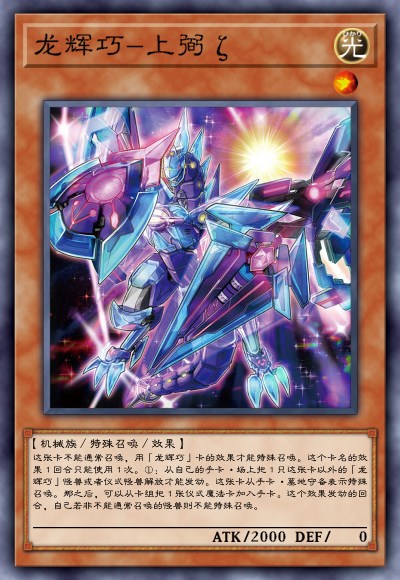 龙辉巧-上弼ζ
光
【机械族/特殊召唤/效果】
这张卡不能通常召唤,用「龙辉巧」卡的效果才能特殊召唤。这个卡名的效
果1回合只能使用1次。①:从自己的手卡・场上把1只这张卡以外的「龙
辉巧」怪兽或者仪式怪兽解放才能发动。这张卡从手卡・墓地守备表示特殊
召唤。那之后,可以从卡组把1张仪式魔法卡加入手卡。这个效果发动的回
合,自己若非不能通常召唤的怪兽则不能特殊召唤。
ATK/2000 DEF/ 0